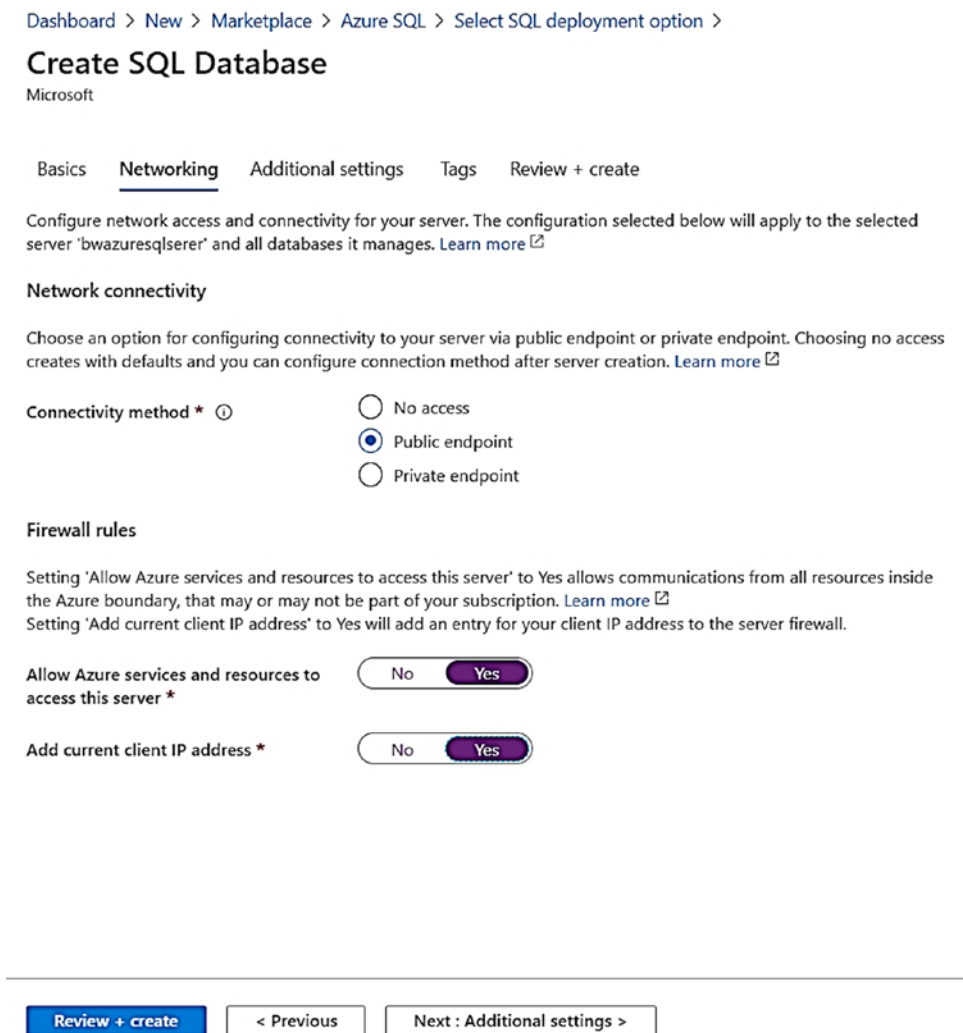 Dashboard > New > Marketplace > Azure SQL > Select SQL deployment option >
Create SQL Database
Microsoft
Basics Networking Additional settings Tags Review + create
Configure network access and connectivity for your server. The configuration selected below will apply to the selected
server 'bwazuresqlserer' and all databases it manages. Learn more
Network connectivity
Choose an option for configuring connectivity to your server via public endpoint or private endpoint. Choosing no access
creates with defaults and you can configure connection method after server creation. Learn more
Connectivity method *
No access
Public endpoint
Private endpoint
Firewall rules
Setting 'Allow Azure services and resources to access this server' to Yes allows communications from all resources inside
the Azure boundary, that may or may not be part of your subscription. Learn more
Setting 'Add current client IP address' to Yes will add an entry for your client IP address to the server firewall.
Allow Azure services and resources to
access this server *
No Yes
Add current client IP address *
No Yes
Review + create
< Previous
Next : Additional settings >